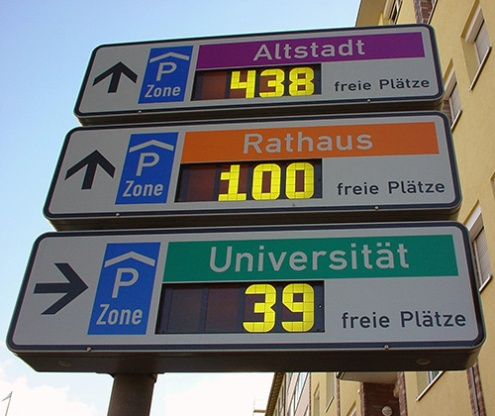 Altstadt
P Zone 438 freie Plätze
Rathaus
P Zone 100 freie Plätze
Universität
P Zone 39 freie Plätze